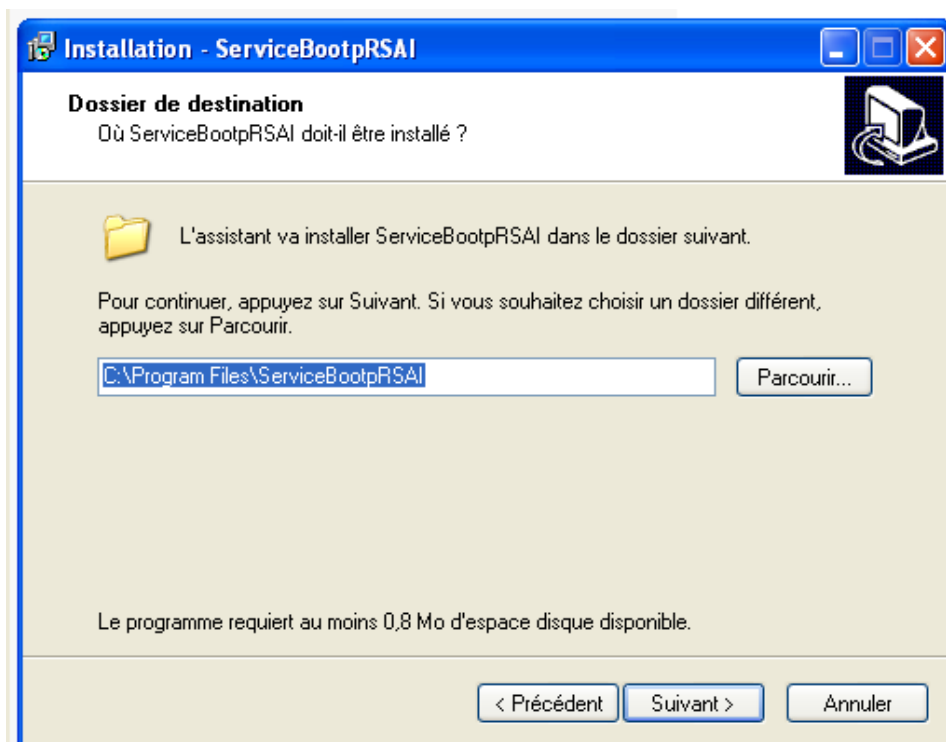 Installation - ServiceBootpRSAI
Dossier de destination
Où ServiceBootpRSAI doit-il être installé ?
L'assistant va installer ServiceBootpRSAI dans le dossier suivant.
Pour continuer, appuyez sur Suivant. Si vous souhaitez choisir un dossier différent,
appuyez sur Parcourir.
C:\Program Files\ServiceBootpRSAI
Parcourir...
Le programme requiert au moins 0,8 Mo d'espace disque disponible.
< Précédent
Suivant >
Annuler